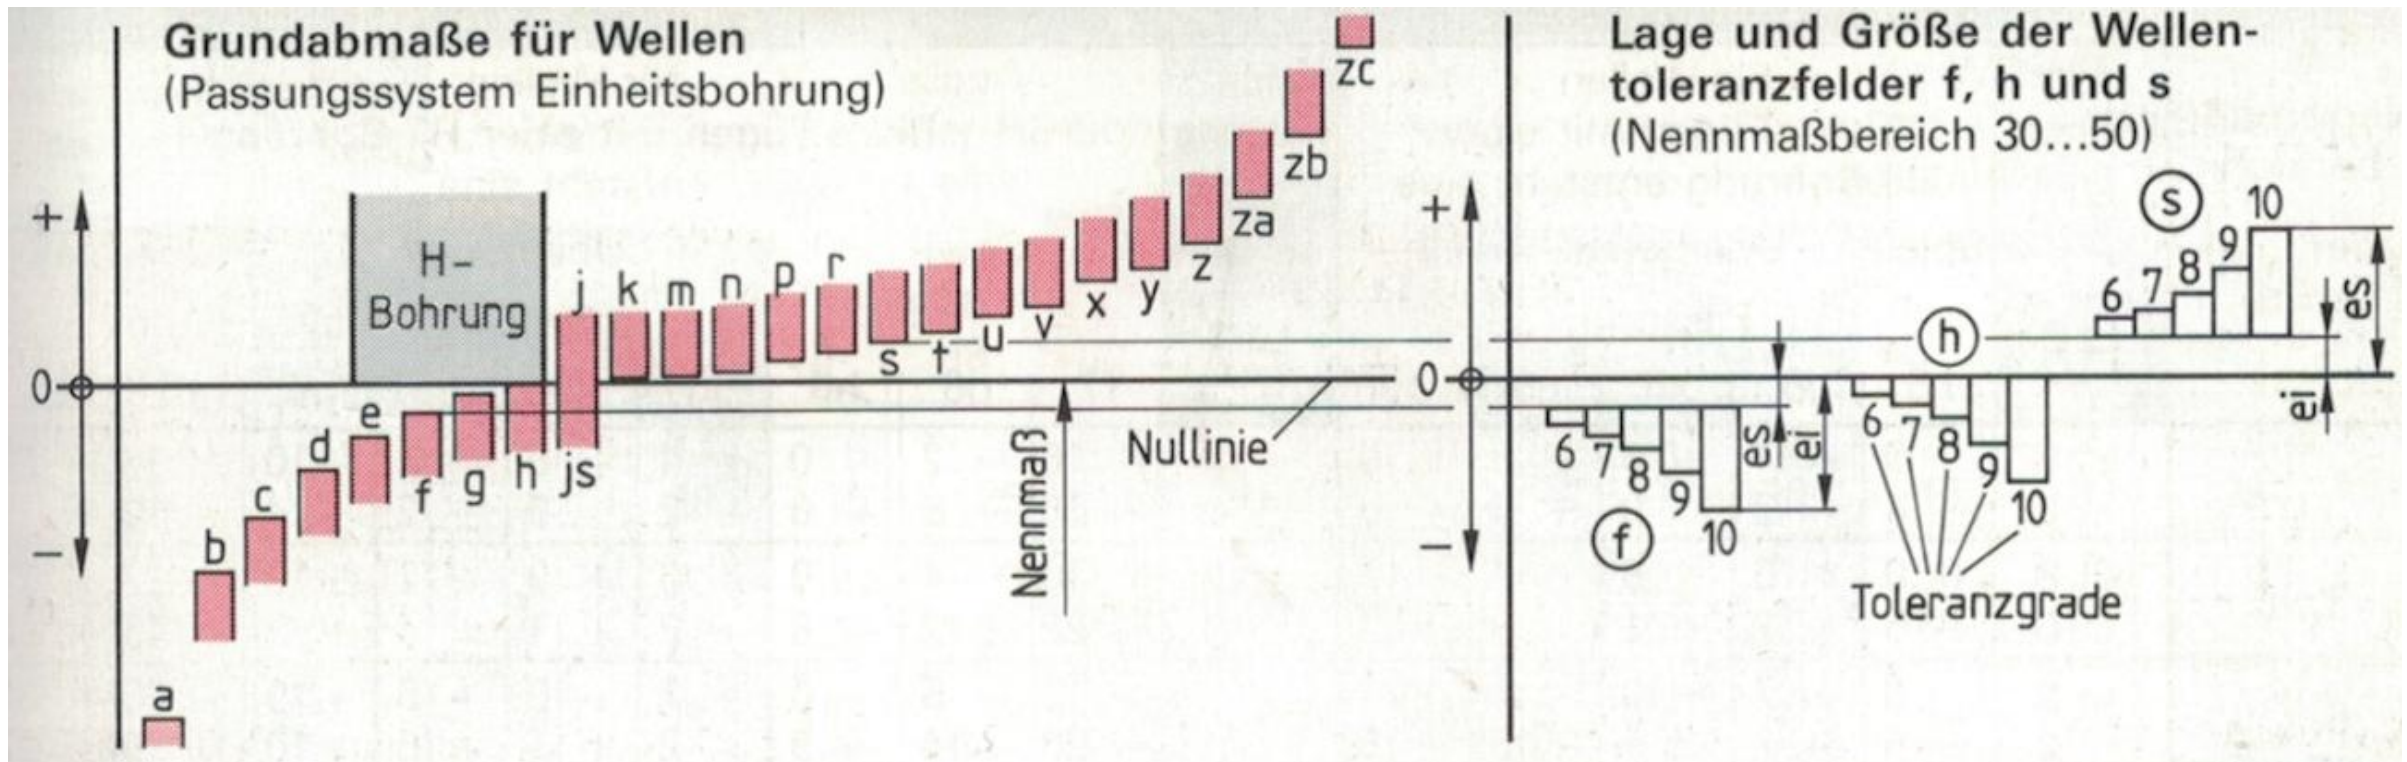 Grundabmaße für Wellen
(Passungssystem Einheitsbohrung)
+
0
−
H-
Bohrung
a
b
c
d
e
f
g
h
j
js
k
m
n
p
r
s
t
u
v
x
y
z
za
zb
zc
Nennmaß
Nullinie
Lage und Größe der Wellen-
toleranzfelder f, h und s
(Nennmaßbereich 30...50)
+
0
−
f
6
7
8
9
10
es
ei
h
6
7
8
9
10
Toleranzgrade
s
6
7
8
9
10
es
ei